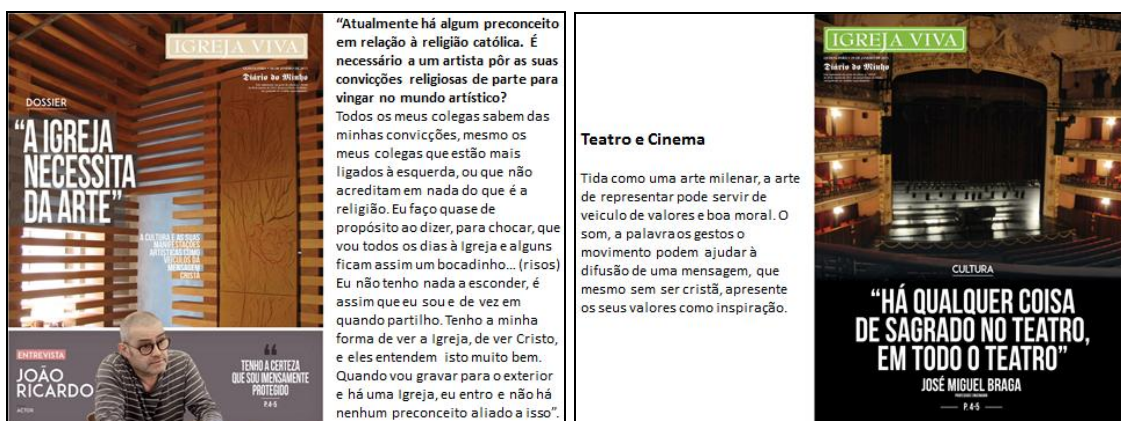 IGREJA VIVA
Diário do Minho
DOSSIER
“A IGREJA
NECESSITA
DA ARTE”
A CULTURA E AS SUAS
MANIFESTAÇÕES
ARTÍSTICAS COMO
VEÍCULOS DA
MENSAGEM
CRISTÃ
ENTREVISTA
JOÃO
RICARDO
ACTOR
“
TENHO A CERTEZA
QUE SOU IMENSAMENTE
PROTEGIDO
P.4-5
“Atualmente há algum preconceito
em relação à religião católica. É
necessário a um artista pôr as suas
convicções religiosas de parte para
vingar no mundo artístico?
Todos os meus colegas sabem das
minhas convicções, mesmo os
meus colegas que estão mais
ligados à esquerda, ou que não
acreditam em nada do que é a
religião. Eu faço quase de
propósito ao dizer, para chocar, que
vou todos os dias à Igreja e alguns
ficam assim um bocadinho... (risos)
Eu não tenho nada a esconder, é
assim que eu sou e de vez em
quando partilho. Tenho a minha
forma de ver a Igreja, de ver Cristo,
e eles entendem isto muito bem.
Quando vou gravar para o exterior
e há uma Igreja, eu entro e não há
nenhum preconceito aliado a isso”.
Teatro e Cinema
Tida como uma arte milenar, a arte
de representar pode servir de
veiculo de valores e boa moral. O
som, a palavra os gestos o
movimento podem ajudar à
difusão de uma mensagem, que
mesmo sem ser cristã, apresente
os seus valores como inspiração.
IGREJA VIVA
Diário do Minho
CULTURA
“HÁ QUALQUER COISA
DE SAGRADO NO TEATRO,
EM TODO O TEATRO”
JOSÉ MIGUEL BRAGA
P.4-5